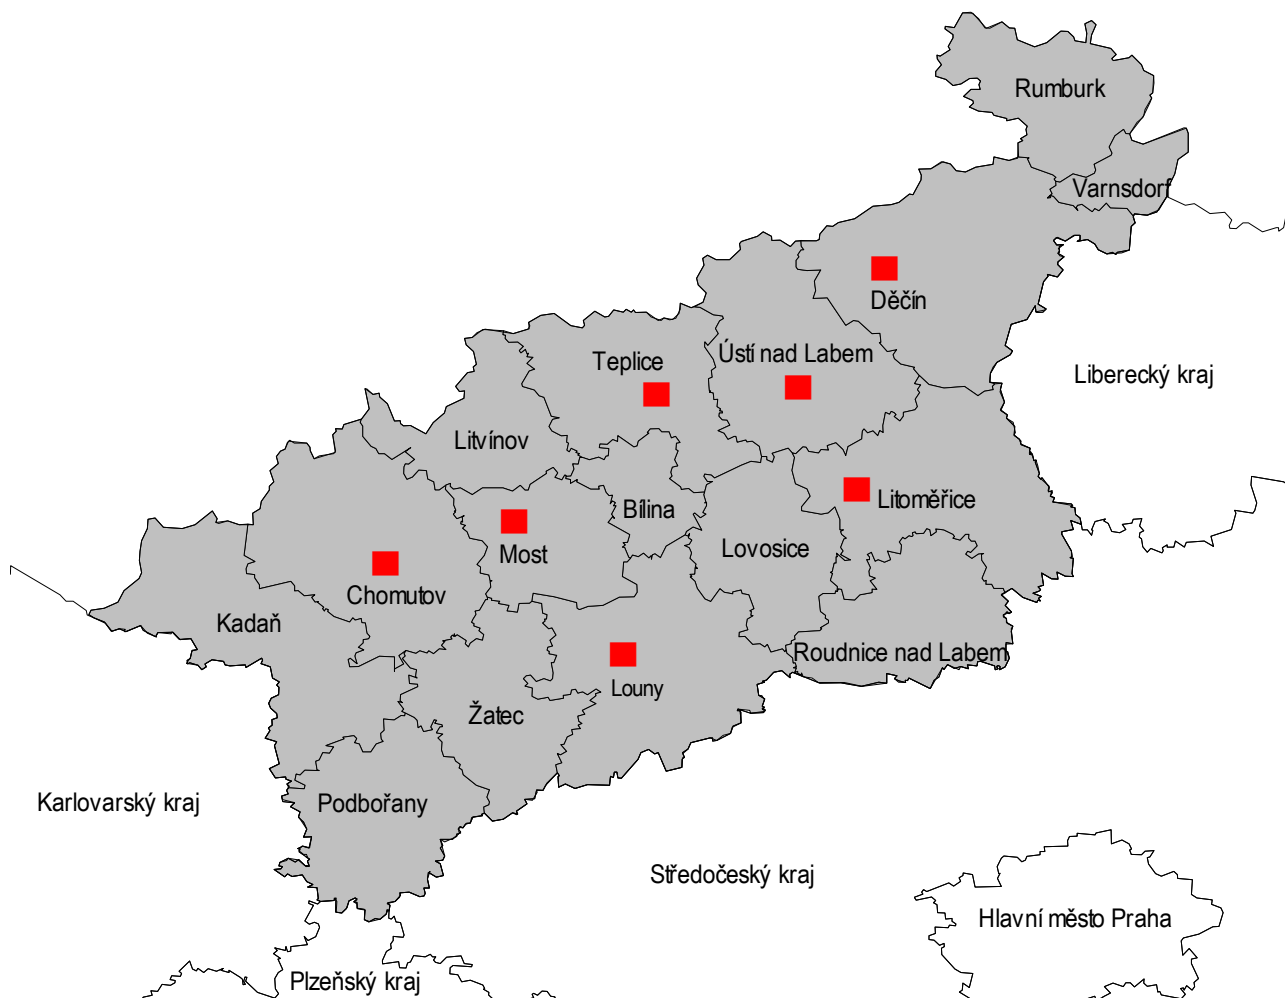 Rumburk
Varnsdorf
Děčín
Ústí nad Labem
Teplice
Liberecký kraj
Litvínov
Litoměřice
Bílina
Lovosice
Most
Chomutov
Kadaň
Roudnice nad Labem
Louny
Žatec
Karlovarský kraj
Podbořany
Středočeský kraj
Hlavní město Praha
Plzeňský kraj